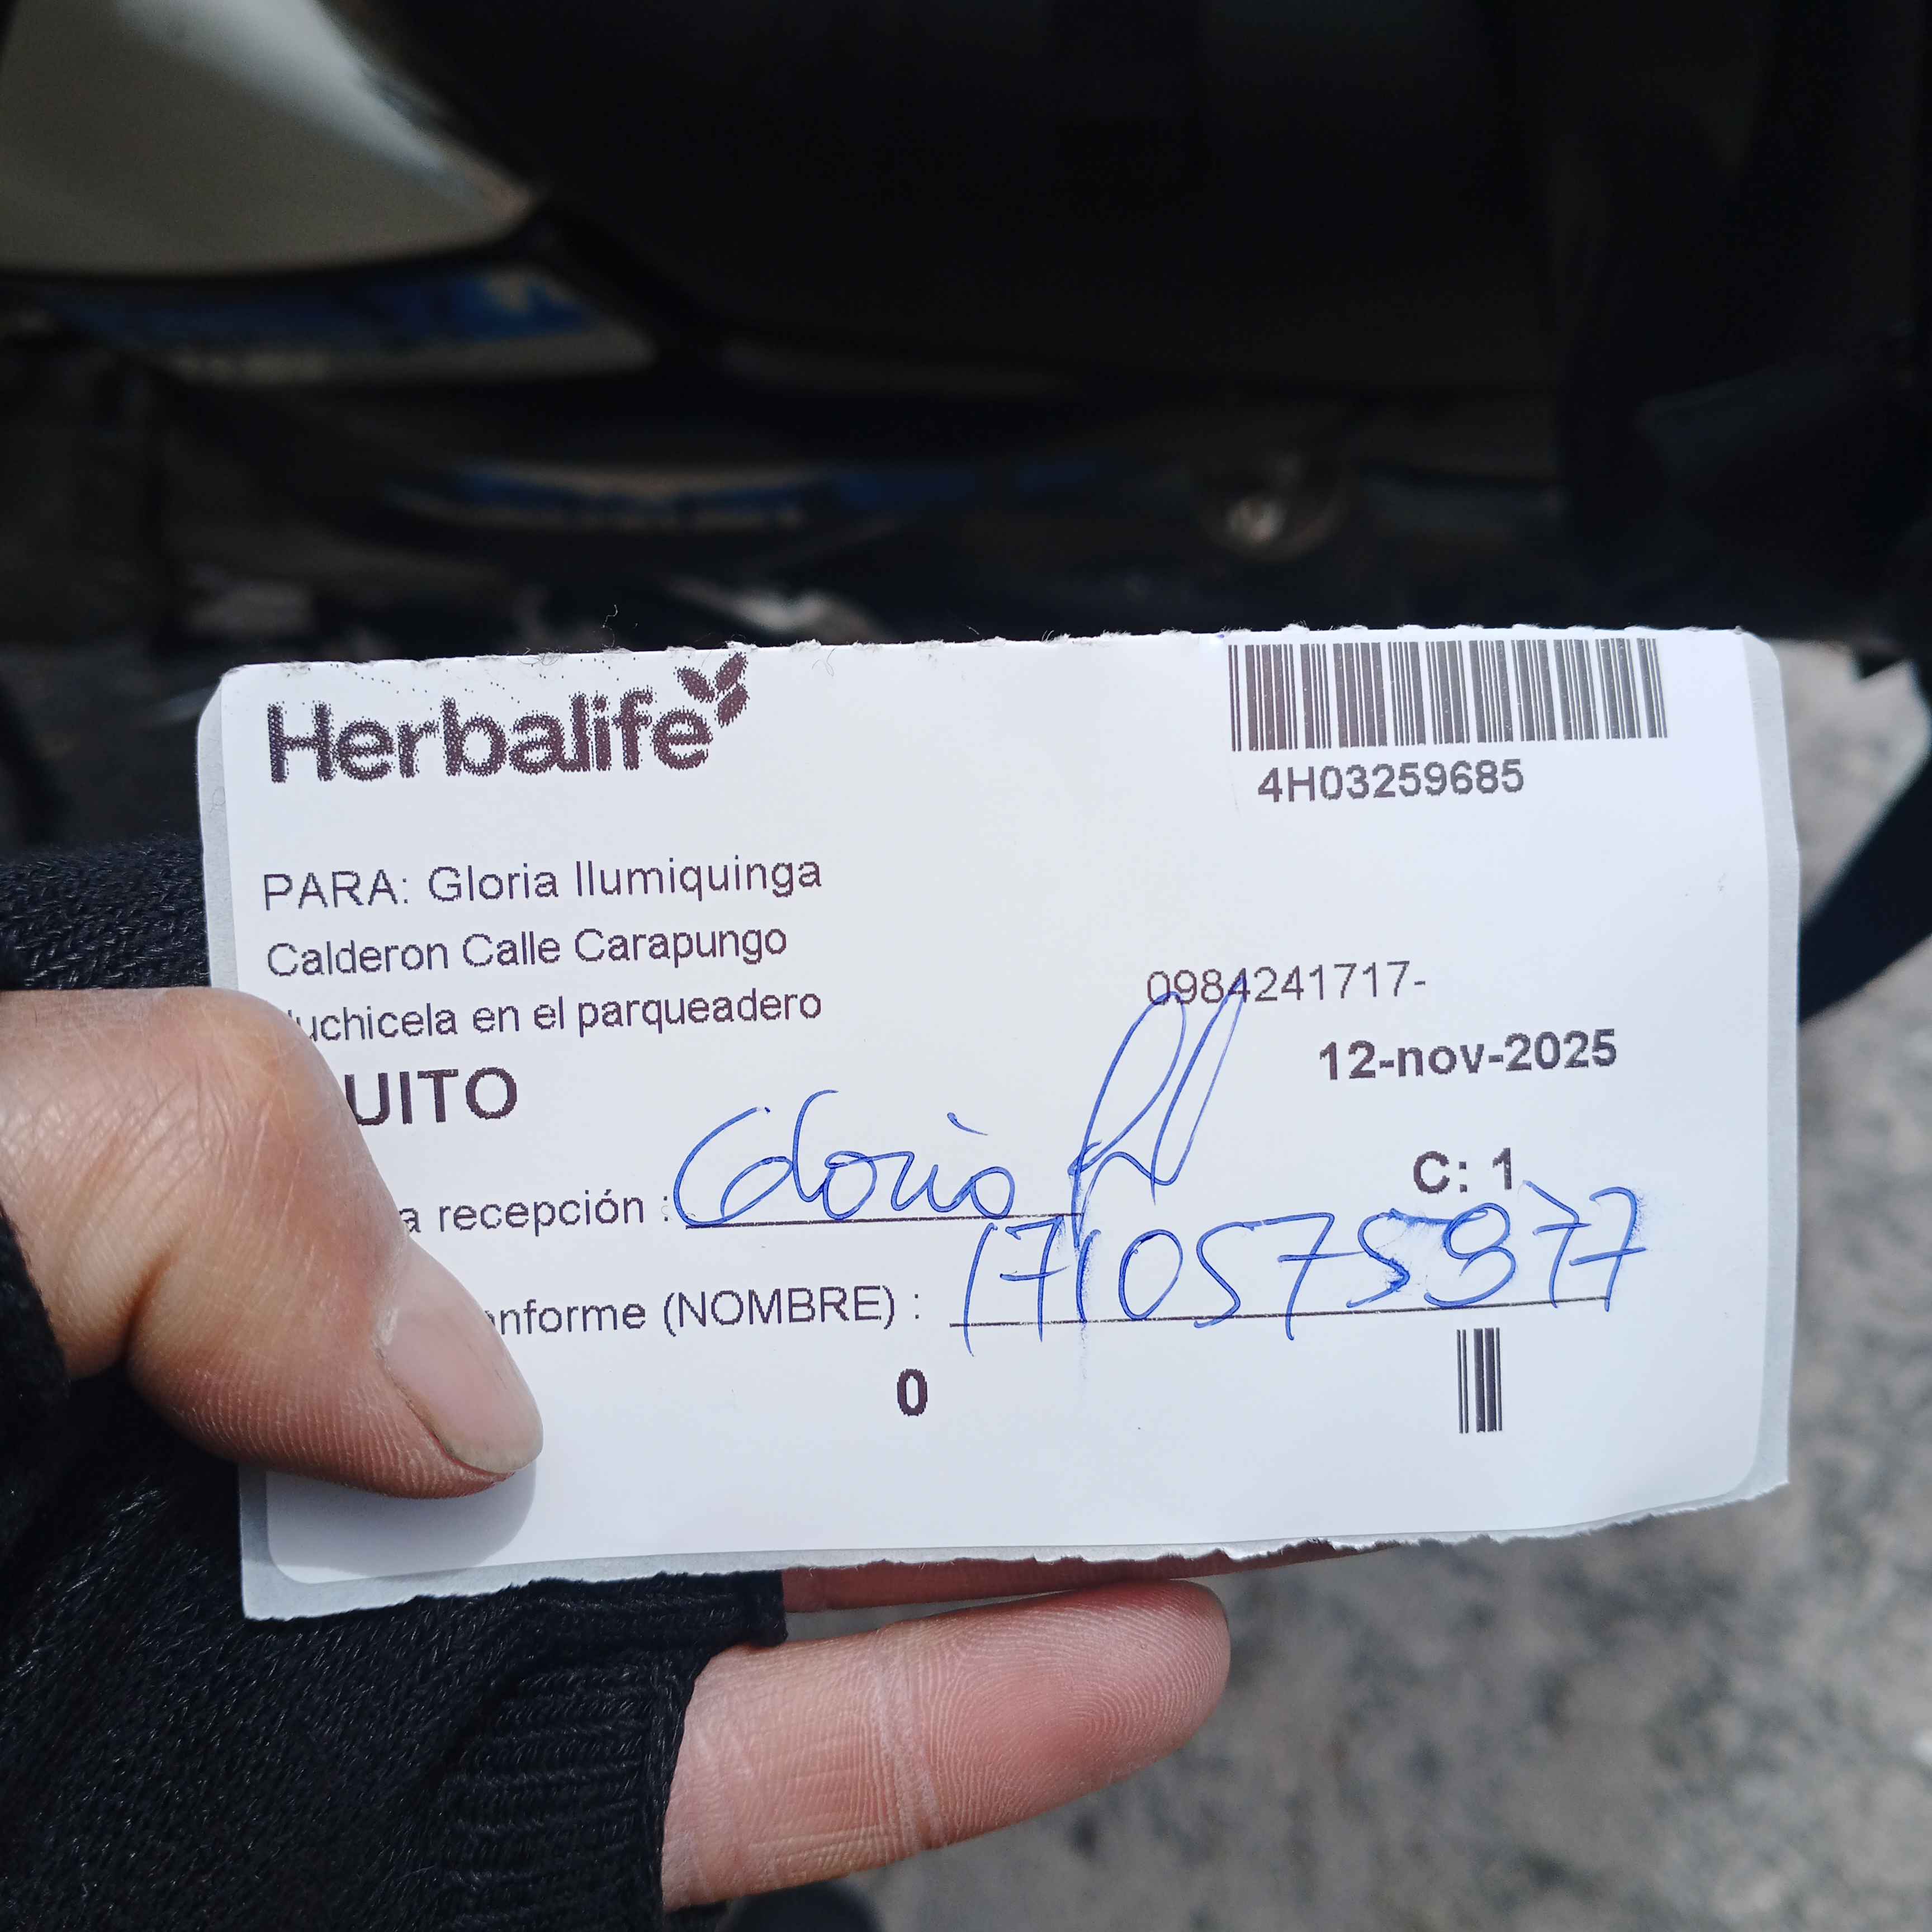 Herbalife
4H03259685
PARA: Gloria llumiquinga
Calderon Calle Carapungo
uchicela en el parqueadero
0984241717-
UITO
12-nov-2025
C: 1
a recepción : Gloria
nforme (NOMBRE) : 1710575977
0